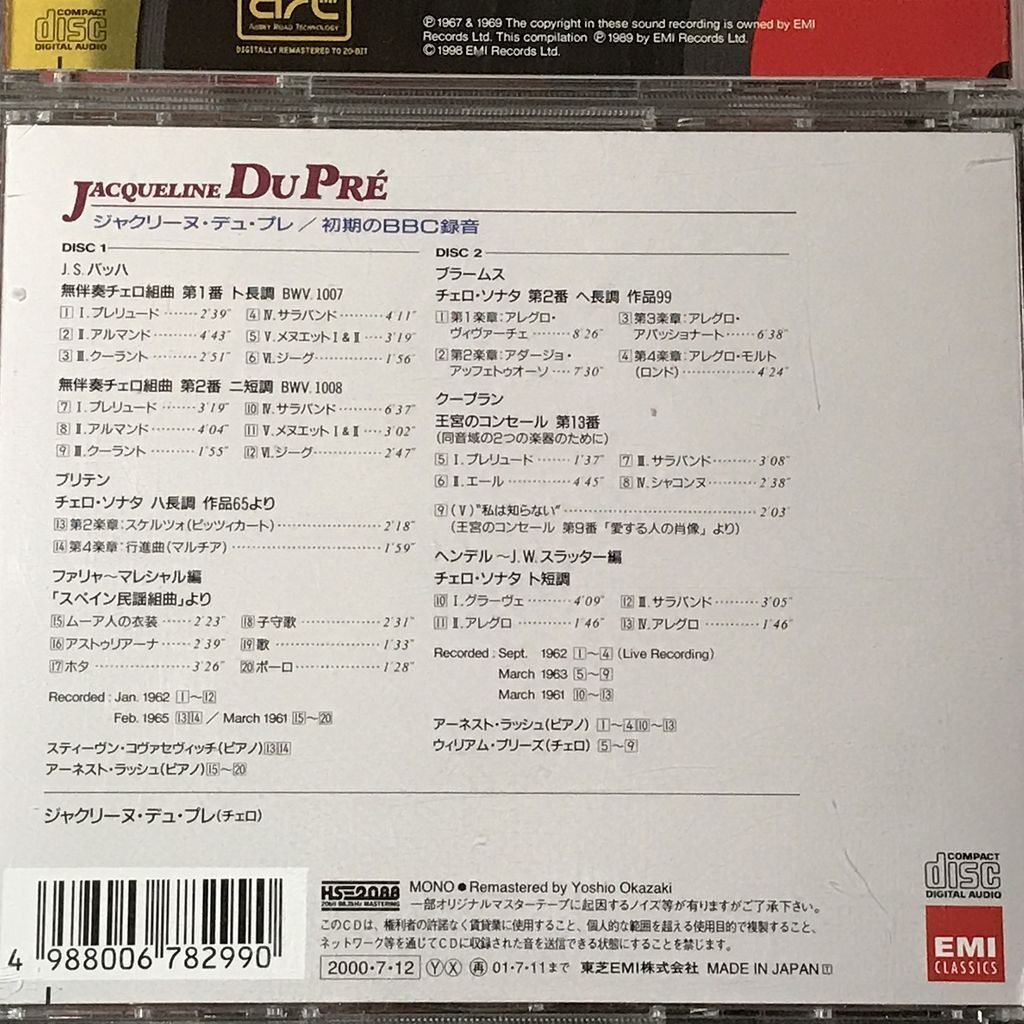 COMPACT
disc
DIGITAL AUDIO
art
ABBEY ROAD TECHNOLOGY
DIGITALLY REMASTERED TO 20-BIT
Ⓟ1967 & 1969 The copyright in these sound recording is owned by EMI
Records Ltd. This compilation Ⓟ1989 by EMI Records Ltd.
©1998 EMI Records Ltd.
JACQUELINE DU PRÉ
ジャクリーヌ・デュ・プレ／初期のBBC録音
DISC 1
J.S.バッハ
無伴奏チェロ組曲 第1番 ト長調 BWV.1007
1 Ⅰ.プレリュード ……… 2'39"
2 Ⅱ.アルマンド ……… 4'43"
3 Ⅲ.クーラント ……… 2'51"
4 Ⅳ.サラバンド ……… 4'11"
5 Ⅴ.メヌエットⅠ&Ⅱ … 3'19"
6 Ⅵ.ジーグ ……… 1'56"
無伴奏チェロ組曲 第2番 ニ短調 BWV.1008
7 Ⅰ.プレリュード ……… 3'19"
8 Ⅱ.アルマンド ……… 4'04"
9 Ⅲ.クーラント ……… 1'55"
10 Ⅳ.サラバンド ……… 6'37"
11 Ⅴ.メヌエットⅠ&Ⅱ … 3'02"
12 Ⅵ.ジーグ ……… 2'47"
ブリテン
チェロ・ソナタ ハ長調 作品65より
13 第2楽章:スケルツォ(ピッツィカート) ……… 2'18"
14 第4楽章:行進曲(マルチア) ……… 1'59"
ファリャ～マレシャル編
「スペイン民謡組曲」より
15 ムーア人の衣装 …… 2'23"
16 アストゥリアーナ …… 2'39"
17 ホタ ……… 3'26"
18 子守歌 ……… 2'31"
19 歌 ……… 1'33"
20 ポーロ ……… 1'28"
Recorded : Jan. 1962 1～12
Feb. 1965 13 14 / March 1961 15～20
スティーヴン・コヴァセヴィッチ(ピアノ) 13 14
アーネスト・ラッシュ(ピアノ) 15～20
DISC 2
ブラームス
チェロ・ソナタ 第2番 ヘ長調 作品99
1 第1楽章:アレグロ・
ヴィヴァーチェ ……… 8'26"
2 第2楽章:アダージョ・
アッフェトゥオーソ …… 7'30"
3 第3楽章:アレグロ・
アパッショナート …… 6'38"
4 第4楽章:アレグロ・モルト
(ロンド) ……… 4'24"
クープラン
王宮のコンセール 第13番
(同音域の2つの楽器のために)
5 Ⅰ.プレリュード …… 1'37"
6 Ⅱ.エール ……… 4'45"
7 Ⅲ.サラバンド ……… 3'08"
8 Ⅳ.シャコンヌ ……… 2'38"
9 (Ⅴ)"私は知らない" ……… 2'03"
(王宮のコンセール 第9番「愛する人の肖像」より)
ヘンデル～J.W.スラッター編
チェロ・ソナタ ト短調
10 Ⅰ.グラーヴェ ……… 4'09"
11 Ⅱ.アレグロ ……… 1'46"
12 Ⅲ.サラバンド ……… 3'05"
13 Ⅳ.アレグロ ……… 1'46"
Recorded : Sept. 1962 1～4 (Live Recording)
March 1963 5～9
March 1961 10～13
アーネスト・ラッシュ(ピアノ) 1～4 10～13
ウィリアム・プリーズ(チェロ) 5～9
ジャクリーヌ・デュ・プレ(チェロ)
HS-2088
20bit 88.2kHz MASTERING
MONO ● Remastered by Yoshio Okazaki
一部オリジナルマスターテープに起因するノイズ等が有りますがご了承下さい。
このCDは、権利者の許諾なく賃貸業に使用すること、個人的な範囲を超える使用目的で複製すること、
ネットワーク等を通じてCDに収録された音を送信できる状態にすることを禁じます。
2000・7・12 Ⓨ Ⓧ 再 01・7・11まで 東芝EMI株式会社 MADE IN JAPAN T
4 988006 782990
COMPACT
disc
DIGITAL AUDIO
EMI
CLASSICS